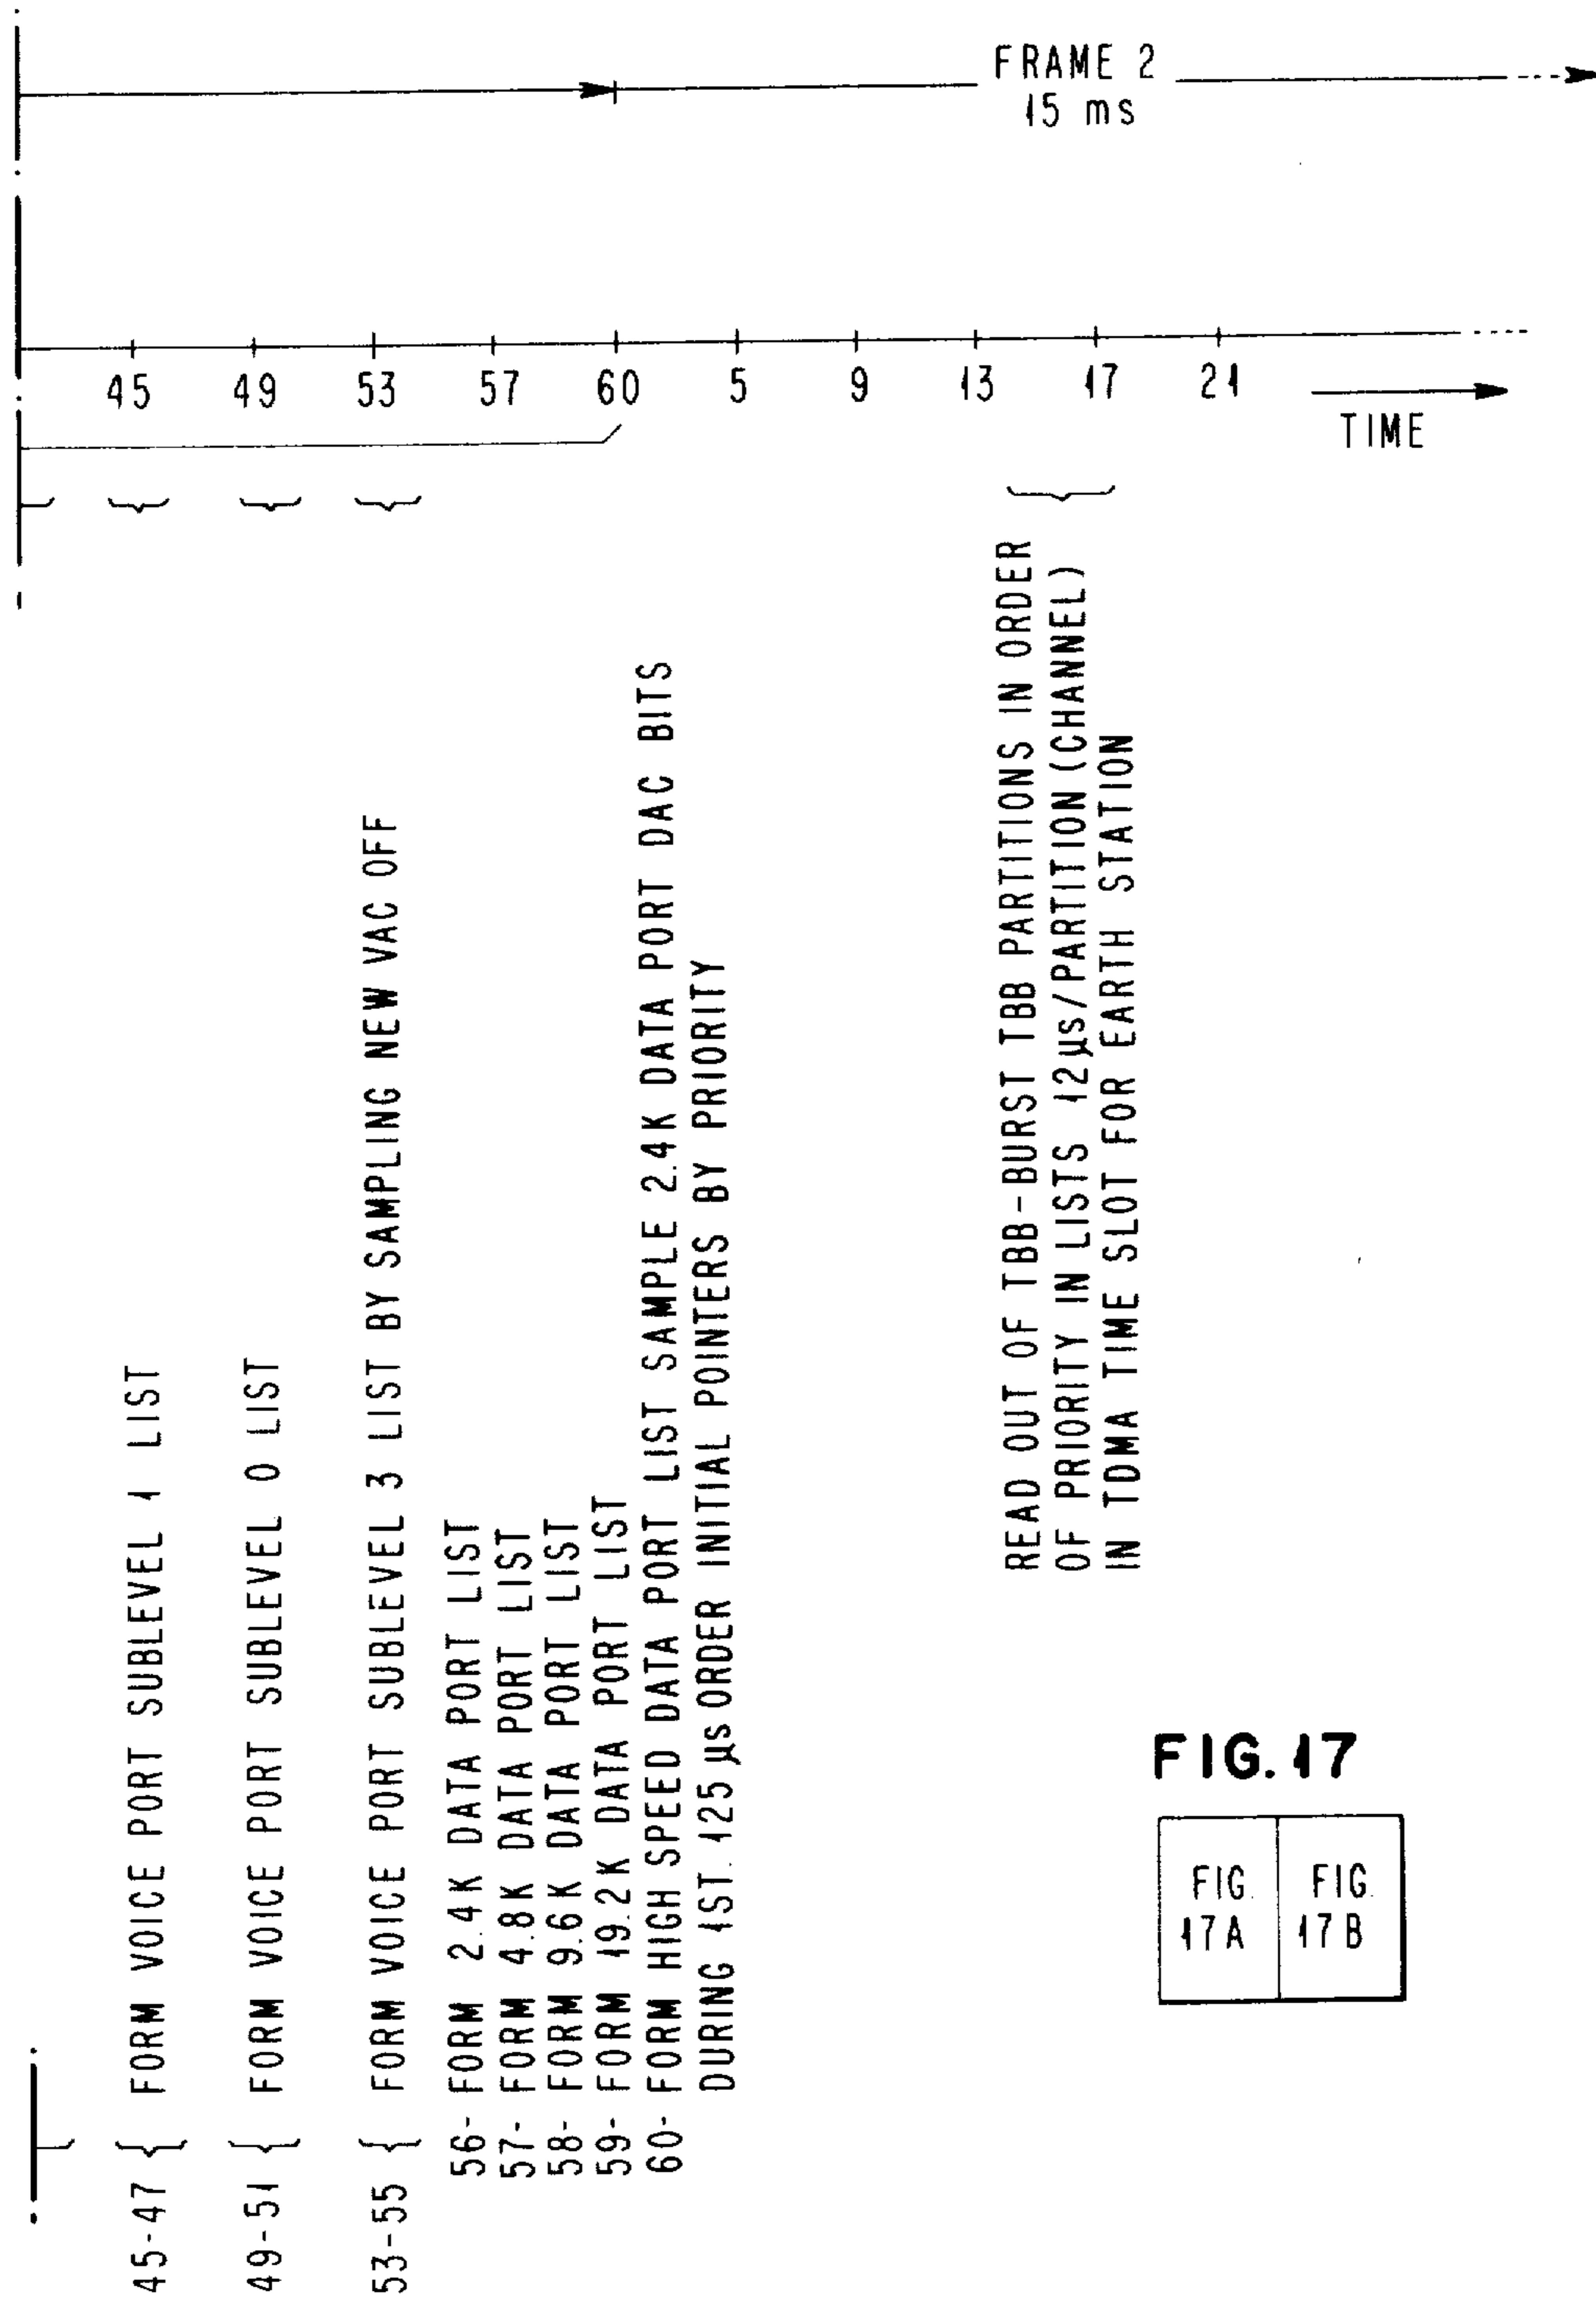 FRAME 2
15 ms
45 49 53 57 60 5 9 13 17 21
TIME
45-47 FORM VOICE PORT SUBLEVEL 1 LIST
49-51 FORM VOICE PORT SUBLEVEL 0 LIST
53-55 FORM VOICE PORT SUBLEVEL 3 LIST BY SAMPLING NEW VAC OFF
56- FORM 2.4K DATA PORT LIST
57- FORM 4.8K DATA PORT LIST
58- FORM 9.6K DATA PORT LIST
59- FORM 19.2K DATA PORT LIST
60- FORM HIGH SPEED DATA PORT LIST SAMPLE 2.4K DATA PORT DAC BITS
DURING 1ST. 125 µs ORDER INITIAL POINTERS BY PRIORITY
READ OUT OF TBB-BURST TBB PARTITIONS IN ORDER
OF PRIORITY IN LISTS 12µs/PARTITION (CHANNEL)
IN TDMA TIME SLOT FOR EARTH STATION
FIG. 17
FIG.
17A
FIG.
17B